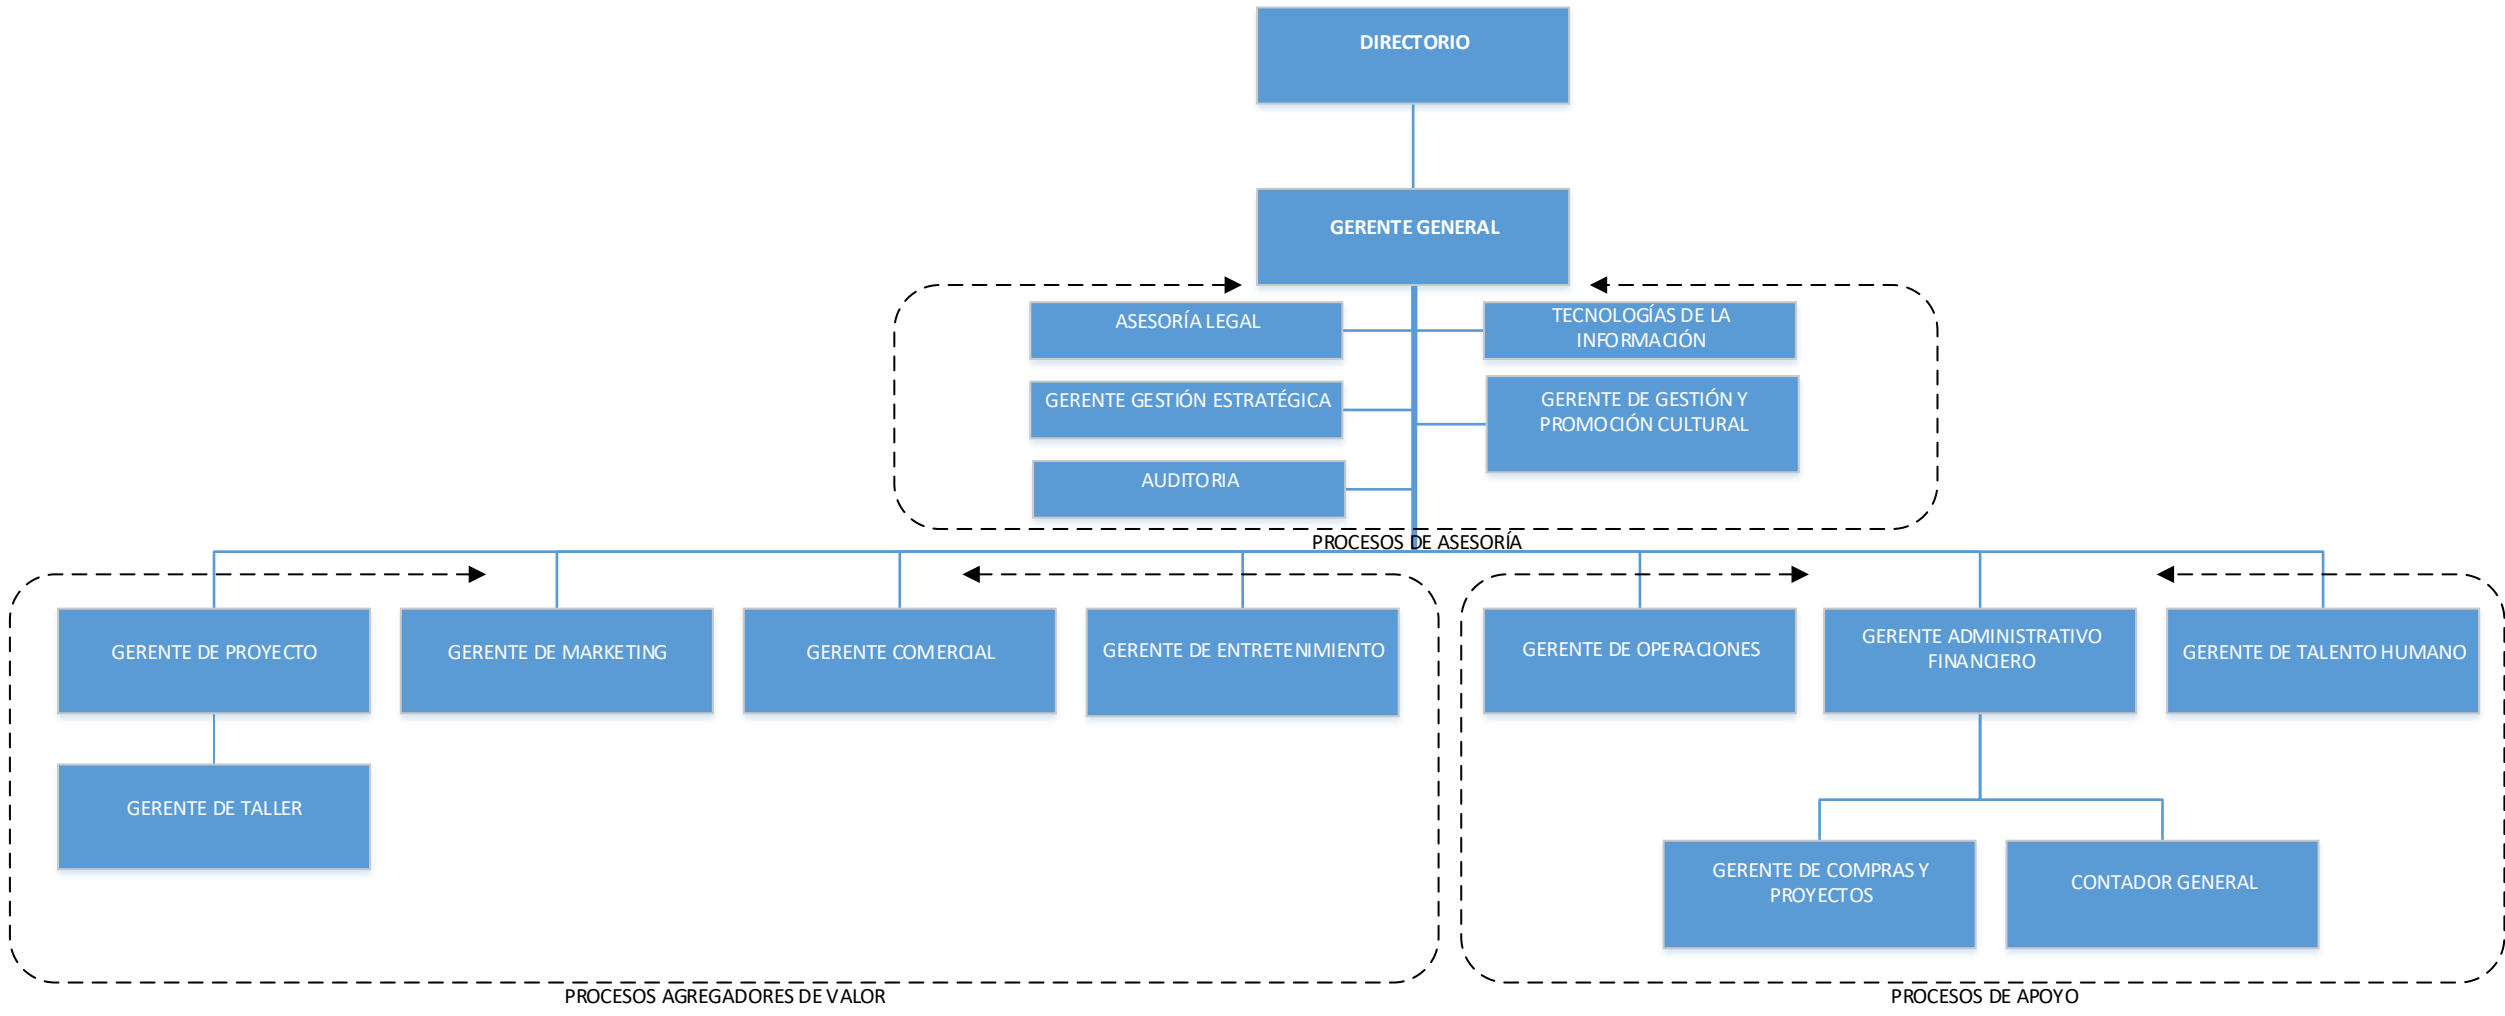 DIRECTORIO
GERENTE GENERAL
ASESORÍA LEGAL
TECNOLOGÍAS DE LA
INFORMACIÓN
GERENTE GESTIÓN ESTRATÉGICA
GERENTE DE GESTIÓN Y
PROMOCIÓN CULTURAL
AUDITORIA
PROCESOS DE ASESORÍA
GERENTE DE PROYECTO
GERENTE DE MARKETING
GERENTE COMERCIAL
GERENTE DE ENTRETENIMIENTO
GERENTE DE OPERACIONES
GERENTE ADMINISTRATIVO
FINANCIERO
GERENTE DE TALENTO HUMANO
GERENTE DE TALLER
GERENTE DE COMPRAS Y
PROYECTOS
CONTADOR GENERAL
PROCESOS AGREGADORES DE VALOR
PROCESOS DE APOYO